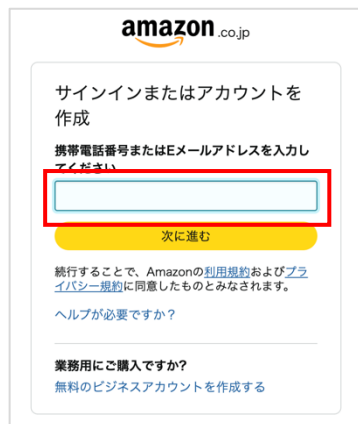 amazon.co.jp
サインインまたはアカウントを
作成
携帯電話番号またはEメールアドレスを入力し
てください
次に進む
続行することで、Amazonの利用規約およびプラ
イバシー規約に同意したものとみなされます。
ヘルプが必要ですか？
業務用にご購入ですか?
無料のビジネスアカウントを作成する